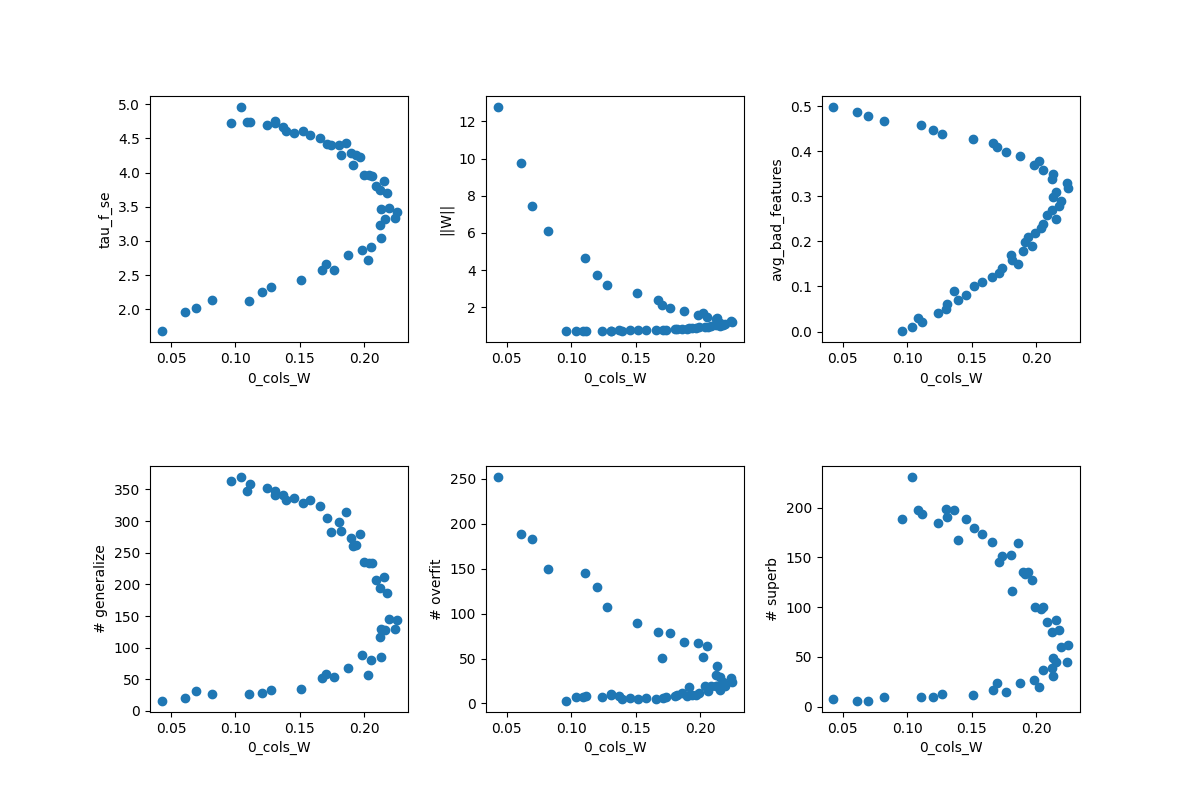 5.0
4.5
4.0
3.5
3.0
2.5
2.0
tau_f_se
0.05 0.10 0.15 0.20
0_cols_W
12
10
8
6
4
2
||W||
0.05 0.10 0.15 0.20
0_cols_W
0.5
0.4
0.3
0.2
0.1
0.0
avg_bad_features
0.05 0.10 0.15 0.20
0_cols_W
350
300
250
200
150
100
50
0
# generalize
0.05 0.10 0.15 0.20
0_cols_W
250
200
150
100
50
0
# overfit
0.05 0.10 0.15 0.20
0_cols_W
200
150
100
50
0
# superb
0.05 0.10 0.15 0.20
0_cols_W